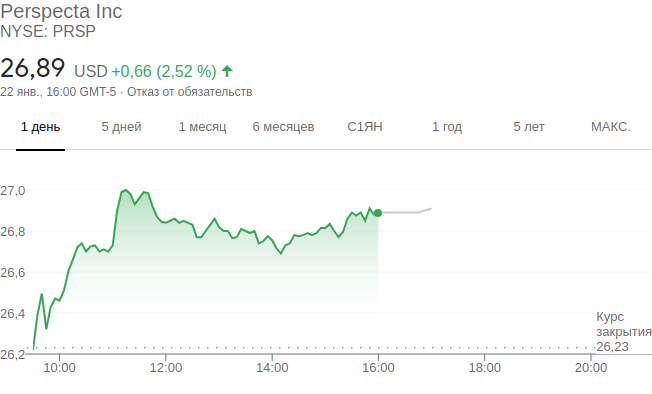 Perspecta Inc
NYSE: PRSP
26,89 USD +0,66 (2,52 %)
22 янв., 16:00 GMT-5 · Отказ от обязательств
1 день 5 дней 1 месяц 6 месяцев С1ЯН 1 год 5 лет МАКС.
27,0
26,8
26,6
26,4
Курс
закрытия
26,23
26,2
10:00 12:00 14:00 16:00 18:00 20:00